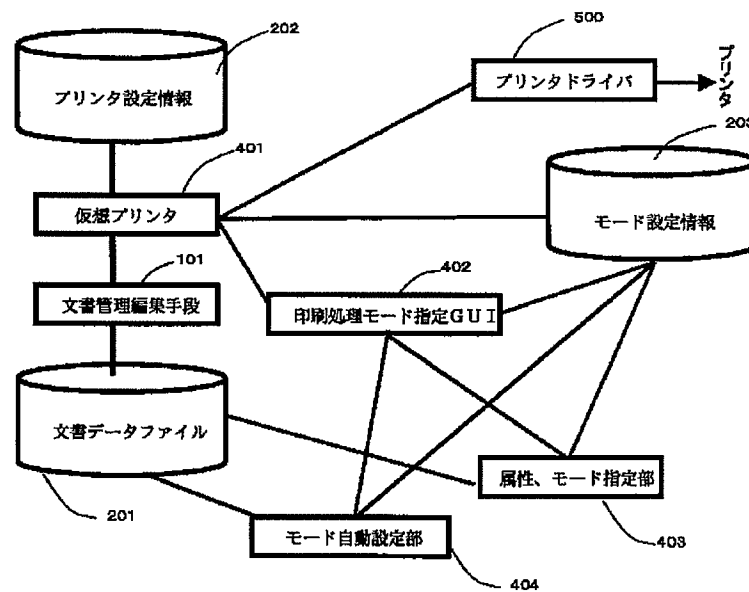 202
プリンタ設定情報
500
プリンタドライバ
プリンタ
203
401
仮想プリンタ
モード設定情報
101
文書管理編集手段
402
印刷処理モード指定GUI
文書データファイル
201
属性、モード指定部
403
モード自動設定部
404